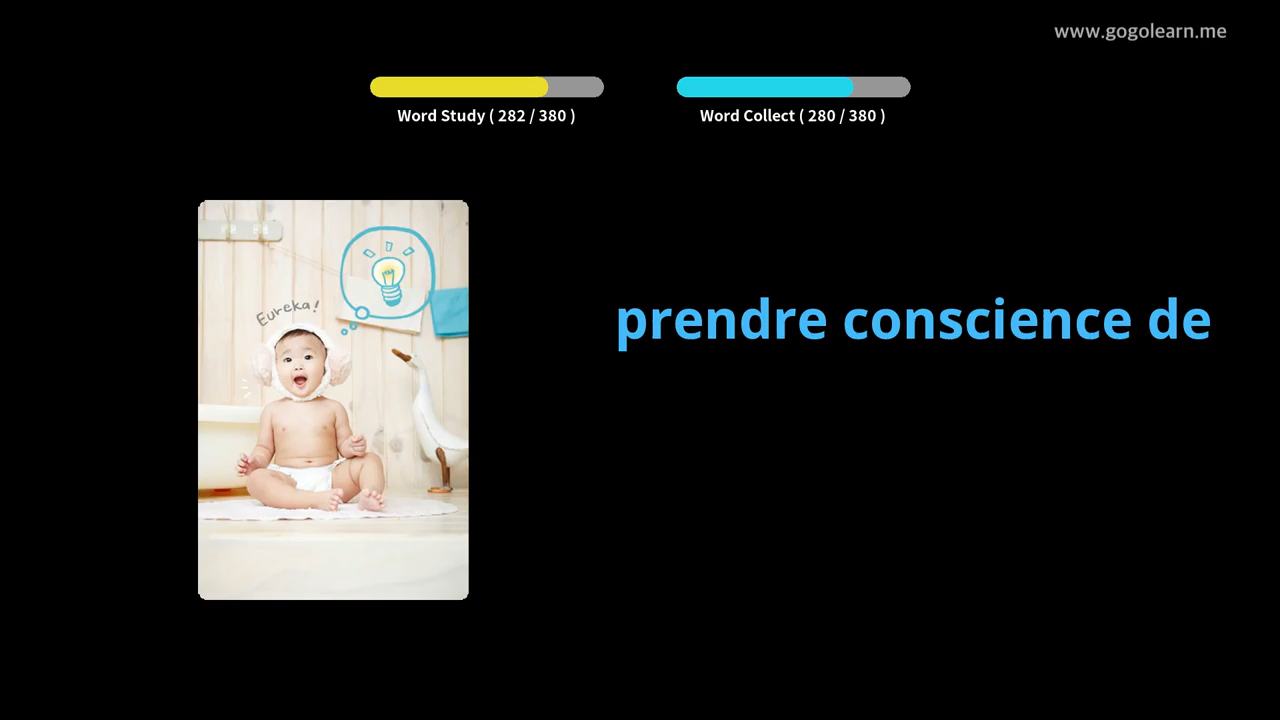 www.gogolearn.me
Word Study ( 282 / 380 )
Word Collect ( 280 / 380 )
Eureka!
prendre conscience de